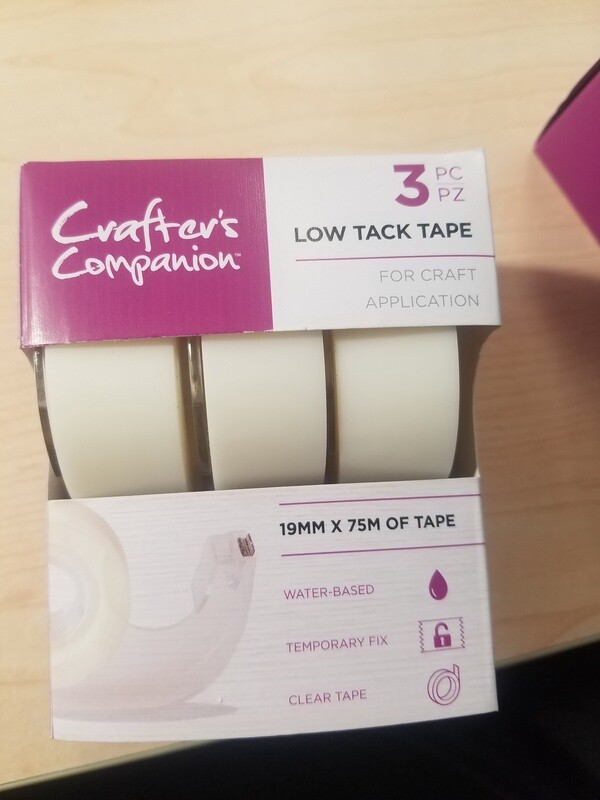 Crafter's
Companion™
3 PC
PZ
LOW TACK TAPE
FOR CRAFT
APPLICATION
19MM X 75M OF TAPE
WATER-BASED
TEMPORARY FIX
CLEAR TAPE